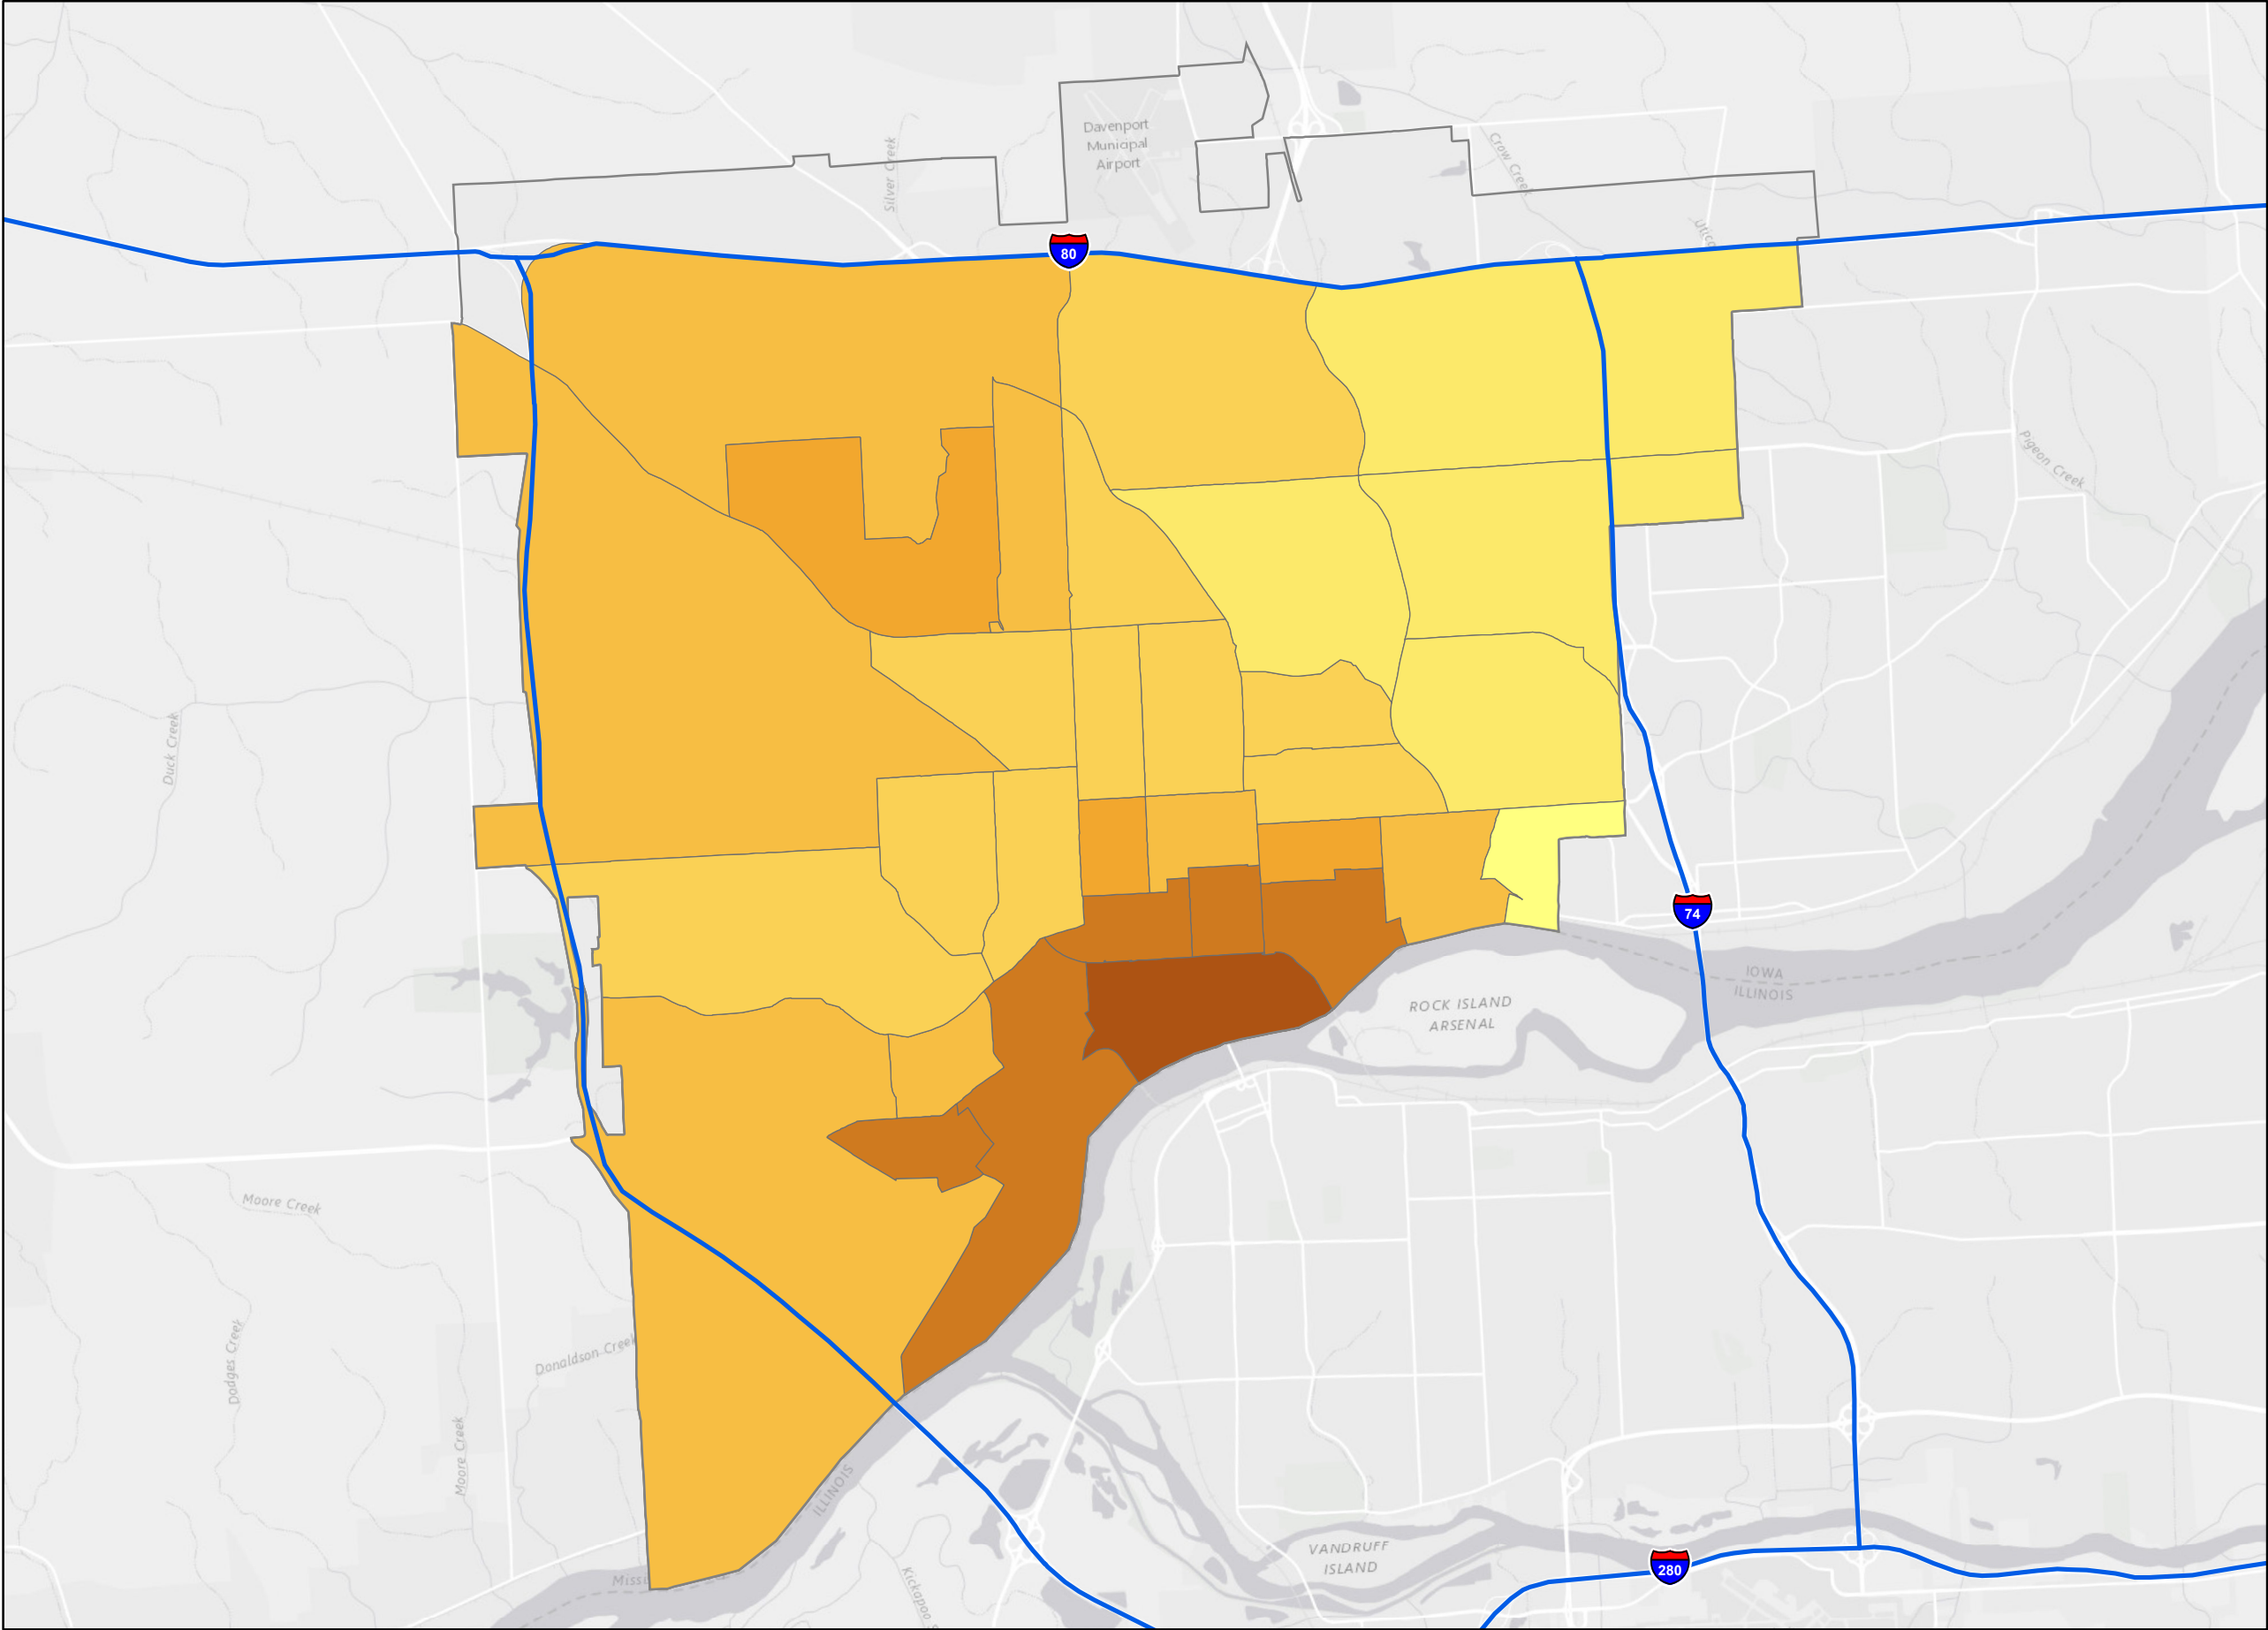 Davenport
Municipal
Airport
Silver Creek
Crow Creek
80
Pigeon Creek
Duck Creek
74
IOWA
ILLINOIS
ROCK ISLAND
ARSENAL
Moore Creek
Dodges Creek
Donaldson Creek
Moore Creek
ILLINOIS
VANDRUFF
ISLAND
280
Kickapoo